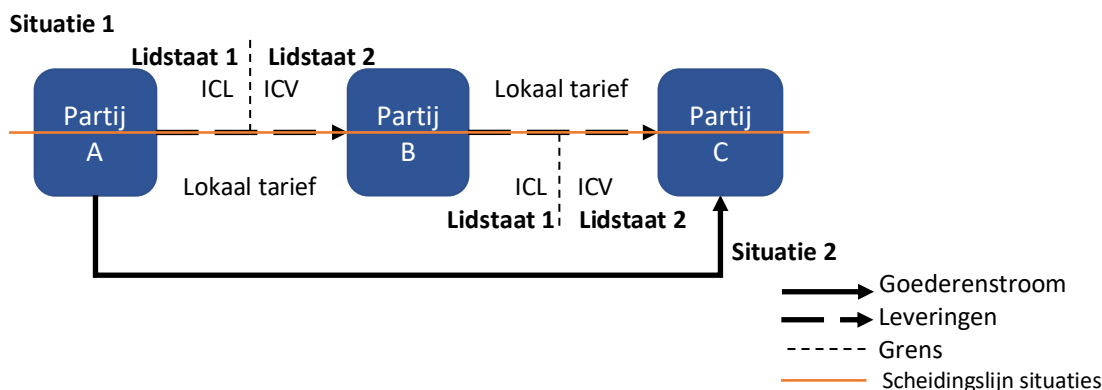 Situatie 1
Lidstaat 1 Lidstaat 2
ICL ICV Lokaal tarief
Partij Partij Partij
A B C
Lokaal tarief ICL ICV
Lidstaat 1 Lidstaat 2
Situatie 2
Goederenstroom
Leveringen
Grens
Scheidingslijn situaties